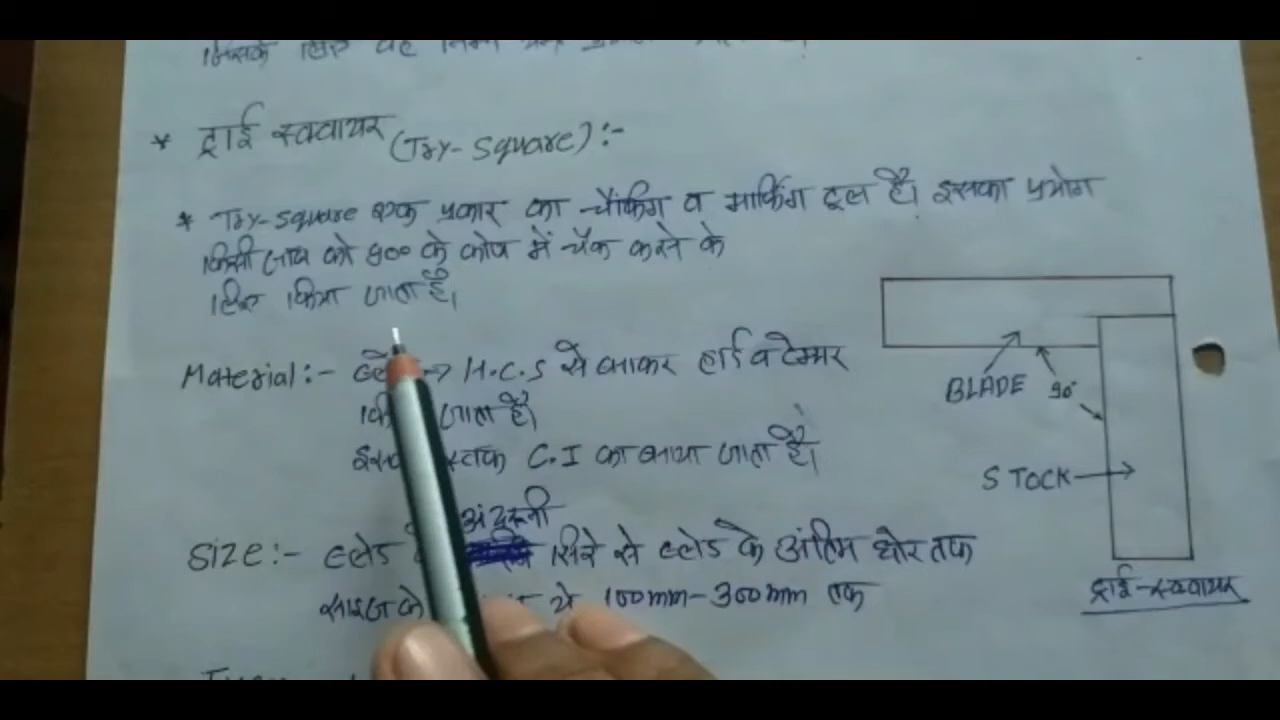 * ट्राई स्क्वायर (Try-Square):-
* Try-Square एक प्रकार का चैकिंग व मार्किंग टूल है। इसका प्रयोग
किसी जाब को 90° के कोण में चैक करने के
लिए किया जाता है।
Material:- → H.C.S से बनाकर हार्ड व टेम्पर
जाता है।
C.I का बनाया जाता है।
अंदरूनी
Size:- ब्लेड सिरे से ब्लेड के अंतिम छोर तक
साइज के ये 100mm-300mm तक
BLADE 90°
STOCK
ट्राई-स्क्वायर